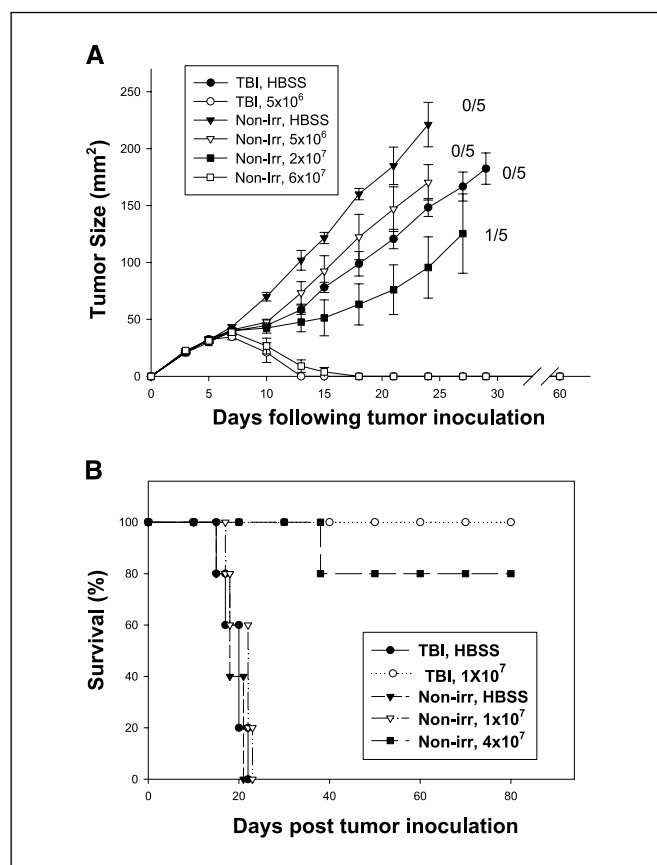 A
TBI, HBSS
TBI, 5x10⁶
Non-Irr, HBSS
Non-Irr, 5x10⁶
Non-Irr, 2x10⁷
Non-Irr, 6x10⁷
0/5
0/5
0/5
1/5
Tumor Size (mm²)
250
200
150
100
50
0
0 5 10 15 20 25 30 60
Days following tumor inoculation
B
Survival (%)
100
80
60
40
20
0
TBI, HBSS
TBI, 1X10⁷
Non-irr, HBSS
Non-irr, 1x10⁷
Non-irr, 4x10⁷
0 20 40 60 80
Days post tumor inoculation